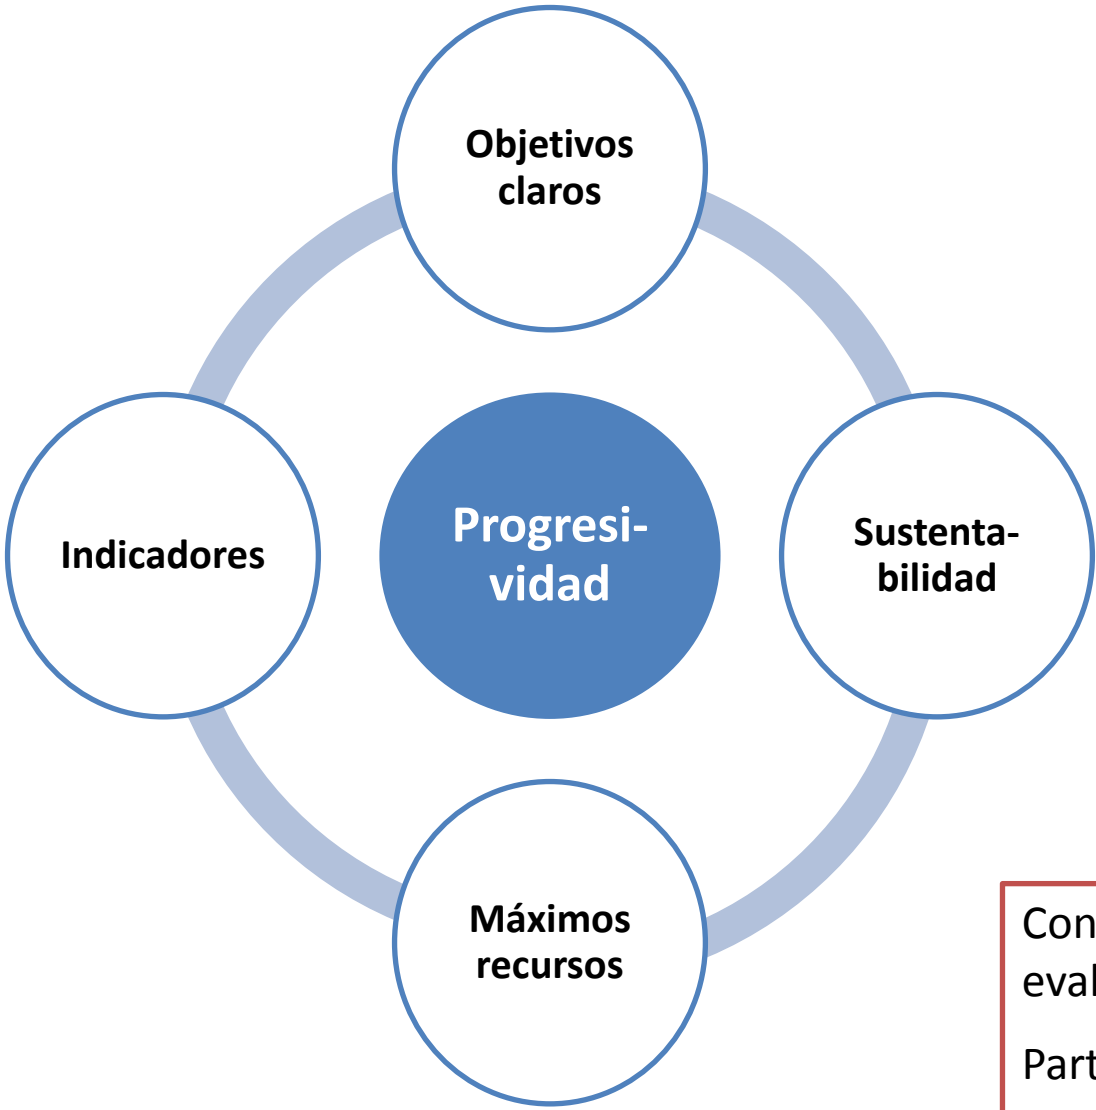 Objetivos
claros
Indicadores
Progresi-
vidad
Sustenta-
bilidad
Máximos
recursos